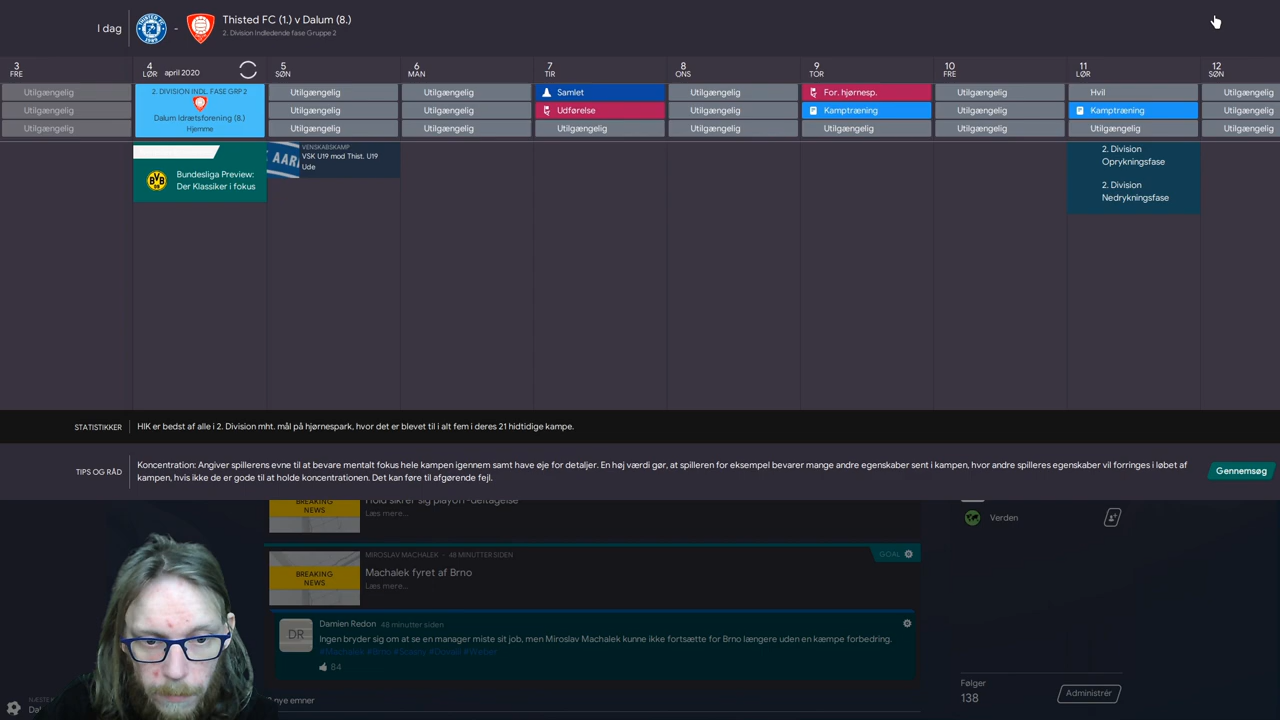 I dag
Thisted FC (1.) v Dalum (8.)
2. Division Indledende fase Gruppe 2
3
FRE
4
LØR april 2020
5
SØN
6
MAN
7
TIR
8
ONS
9
TOR
10
FRE
11
LØR
12
SØN
Utilgængelig
Utilgængelig
Utilgængelig
2. DIVISION INDL. FASE GRP 2
Dalum Idrætsforening (8.)
Hjemme
Utilgængelig
Utilgængelig
Utilgængelig
Utilgængelig
Utilgængelig
Utilgængelig
Samlet
Udførelse
Utilgængelig
Utilgængelig
Utilgængelig
Utilgængelig
For. hjørnesp.
Kamptræning
Utilgængelig
Utilgængelig
Utilgængelig
Utilgængelig
Hvil
Kamptræning
Utilgængelig
Utilgængelig
Utilgængelig
Utilgængelig
Bundesliga Preview:
Der Klassiker i fokus
VENSKABSKAMP
VSK U19 mod Thist. U19
Ude
2. Division
Oprykningsfase
2. Division
Nedrykningsfase
STATISTIKKER
HIK er bedst af alle i 2. Division mht. mål på hjørnespark, hvor det er blevet til i alt fem i deres 21 hidtidige kampe.
TIPS OG RÅD
Koncentration: Angiver spillerens evne til at bevare mentalt fokus hele kampen igennem samt have øje for detaljer. En høj værdi gør, at spilleren for eksempel bevarer mange andre egenskaber sent i kampen, hvor andre spilleres egenskaber vil forringes i løbet af
kampen, hvis ikke de er gode til at holde koncentrationen. Det kan føre til afgørende fejl.
Gennemsøg
BREAKING
NEWS
Hold sikrer sig playoff-deltagelse
Læs mere...
Verden
MIROSLAV MACHALEK - 48 MINUTTER SIDEN
GOAL
BREAKING
NEWS
Machalek fyret af Brno
Læs mere...
DR
Damien Redon 48 minutter siden
Ingen bryder sig om at se en manager miste sit job, men Miroslav Machalek kunne ikke fortsætte for Brno længere uden en kæmpe forbedring.
84
nye emner
Følger
138
Administrér